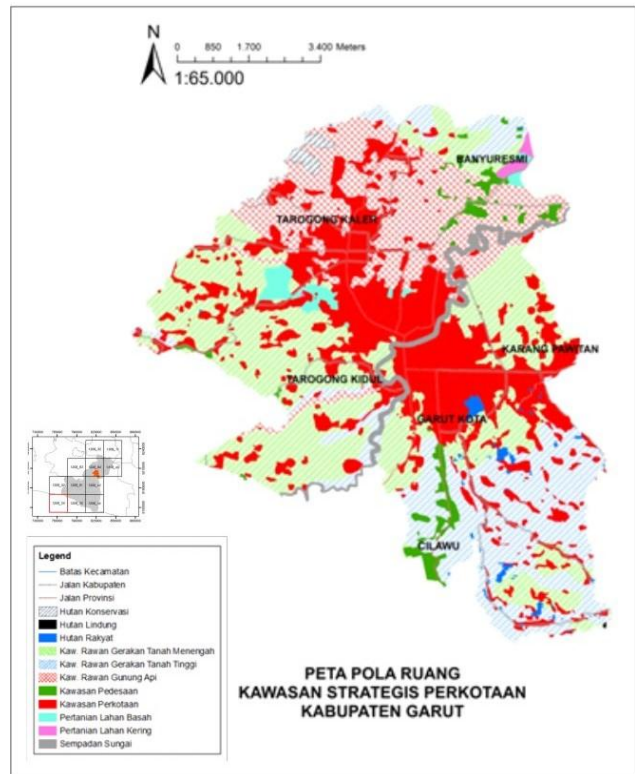 N
0 850 1.700 3.400 Meters
1:65.000
BANYURESMI
TAROGONG KALER
KARANG PAWITAN
TAROGONG KIDUL
GARUT KOTA
CILAWU
Legend
Batas Kecamatan
Jalan Kabupaten
Jalan Provinsi
Hutan Konservasi
Hutan Lindung
Hutan Rakyat
Kaw. Rawan Gerakan Tanah Menengah
Kaw. Rawan Gerakan Tanah Tinggi
Kaw. Rawan Gunung Api
Kawasan Pedesaan
Kawasan Perkotaan
Pertanian Lahan Basah
Pertanian Lahan Kering
Sempadan Sungai
PETA POLA RUANG
KAWASAN STRATEGIS PERKOTAAN
KABUPATEN GARUT